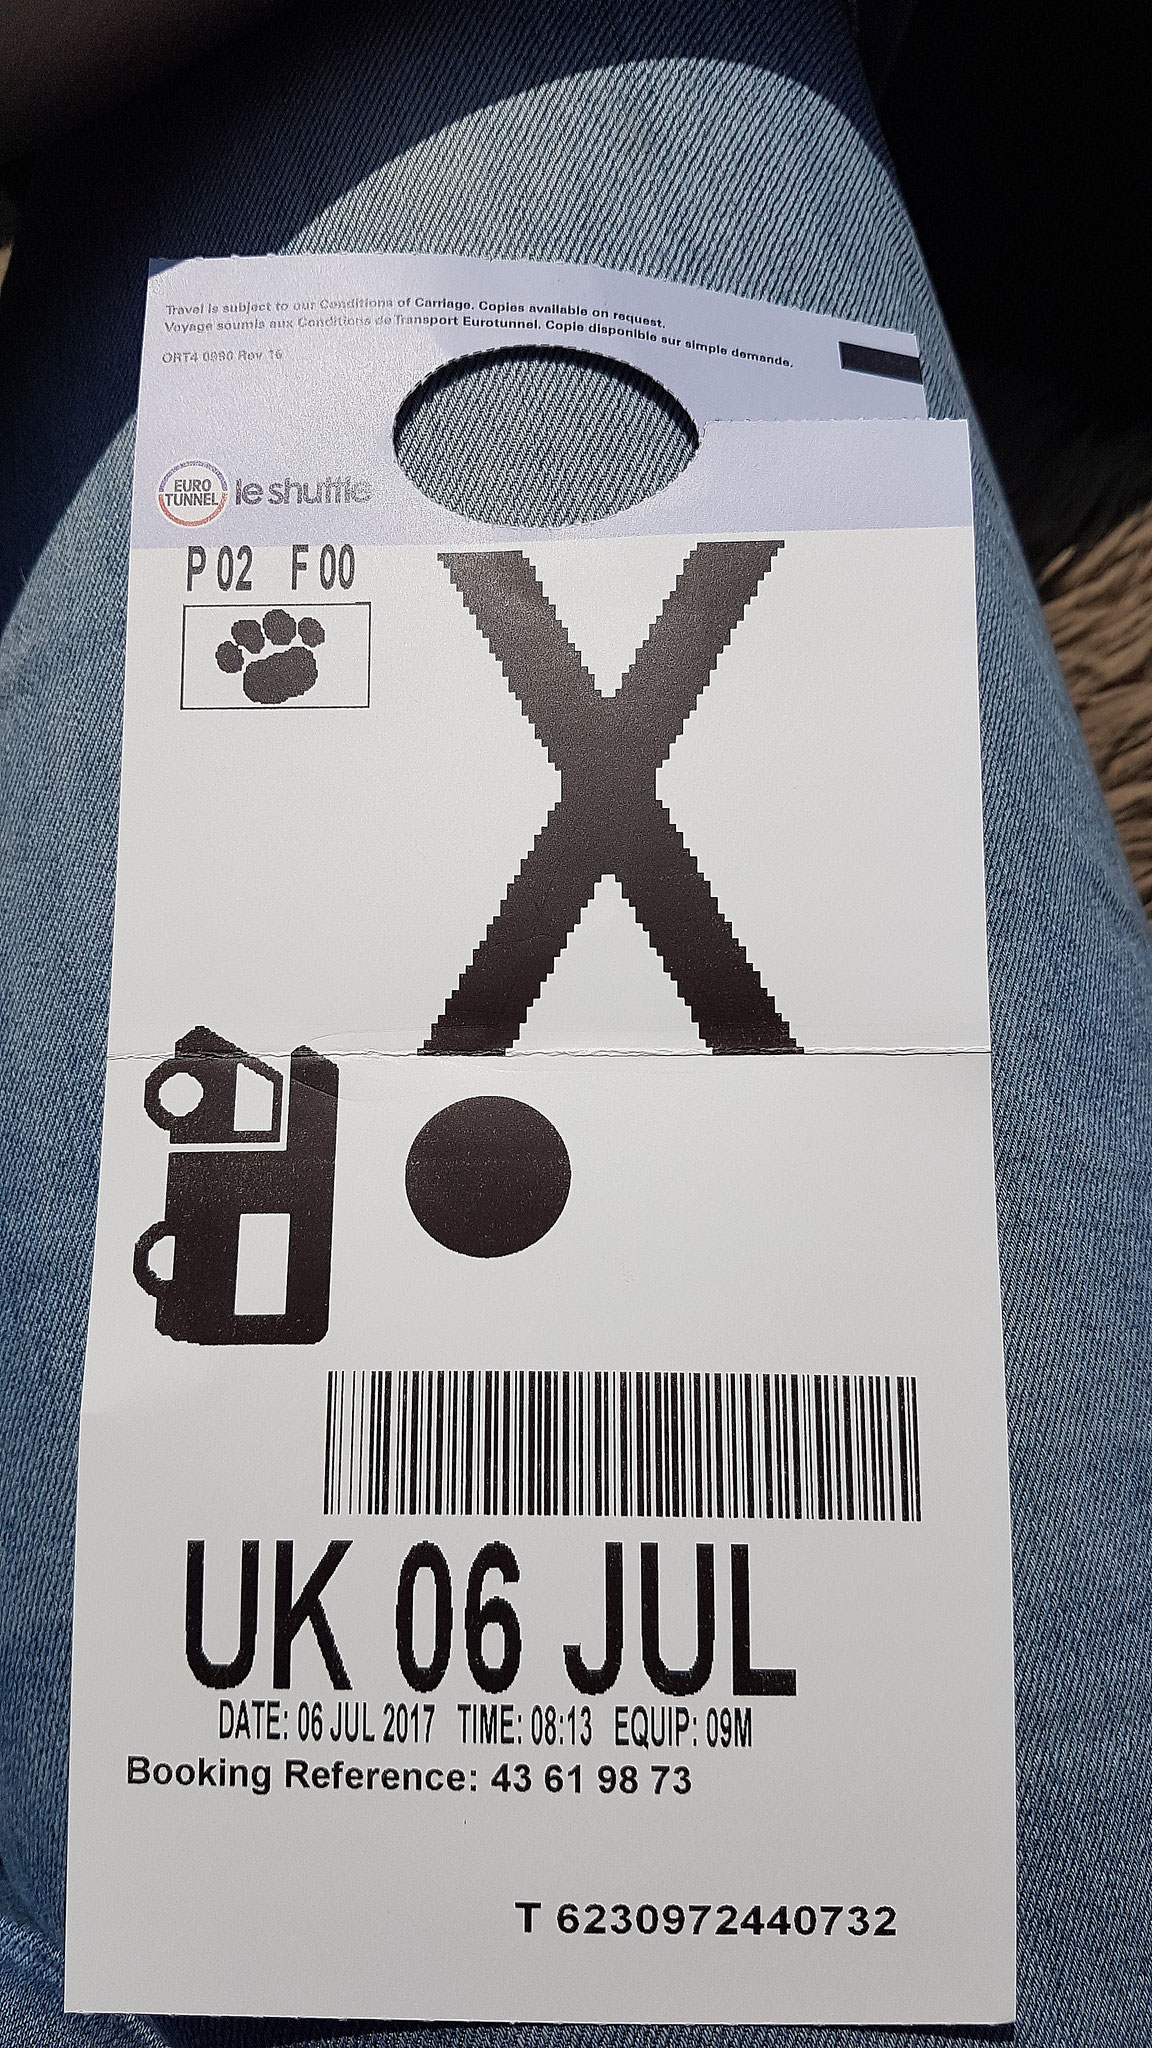 Travel is subject to our Conditions of Carriage. Copies available on request.
Voyage soumis aux Conditions de Transport Eurotunnel. Copie disponible sur simple demande.
ORT4 0980 Rev 16
EURO
TUNNEL
le shuttle
P 02 F 00
X
UK 06 JUL
DATE: 06 JUL 2017 TIME: 08:13 EQUIP: 09M
Booking Reference: 43 61 98 73
T 6230972440732